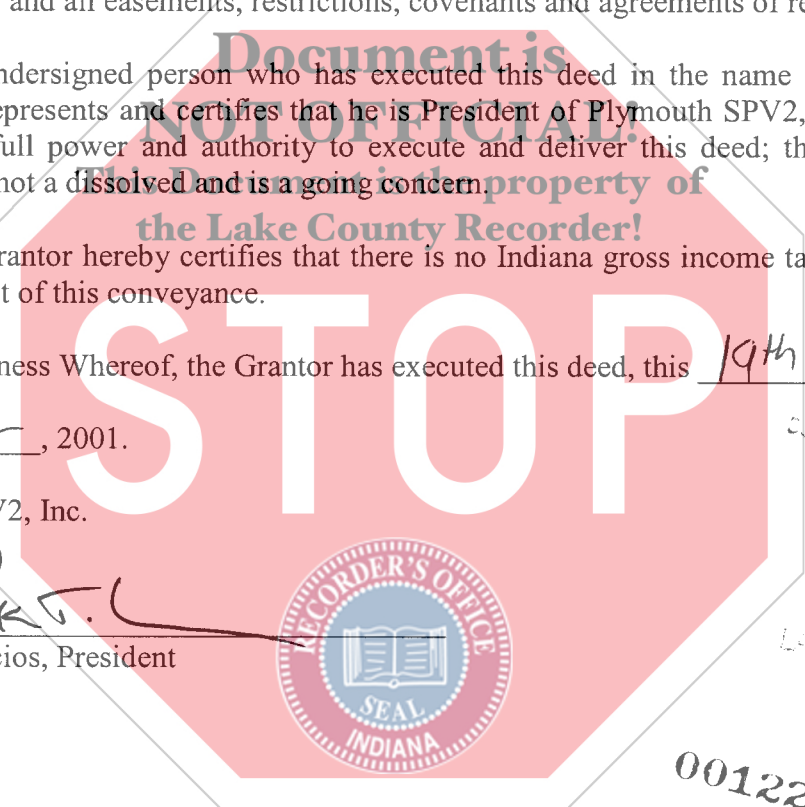 and all easements, restrictions, covenants and agreements of re
Document is
ndersigned person who has executed this deed in the name
NOT OFFICIAL!
epresents and certifies that he is President of Plymouth SPV2,
full power and authority to execute and deliver this deed; th
This Document is the property of
not a dissolved and is a going concern.
the Lake County Recorder!
rantor hereby certifies that there is no Indiana gross income ta
t of this conveyance.
STOP
ness Whereof, the Grantor has executed this deed, this 19th
, 2001.
V2, Inc.
cios, President
RECORDER'S OFFICE
SEAL
INDIANA
00122